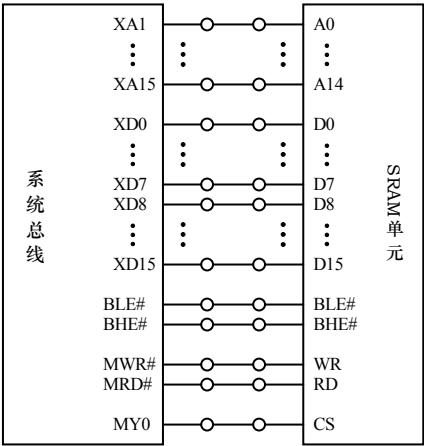 系统总线
XA1 A0
XA15 A14
XD0 D0
XD7 D7
XD8 D8
XD15 D15
BLE# BLE#
BHE# BHE#
MWR# WR
MRD# RD
MY0 CS
SRAM单元